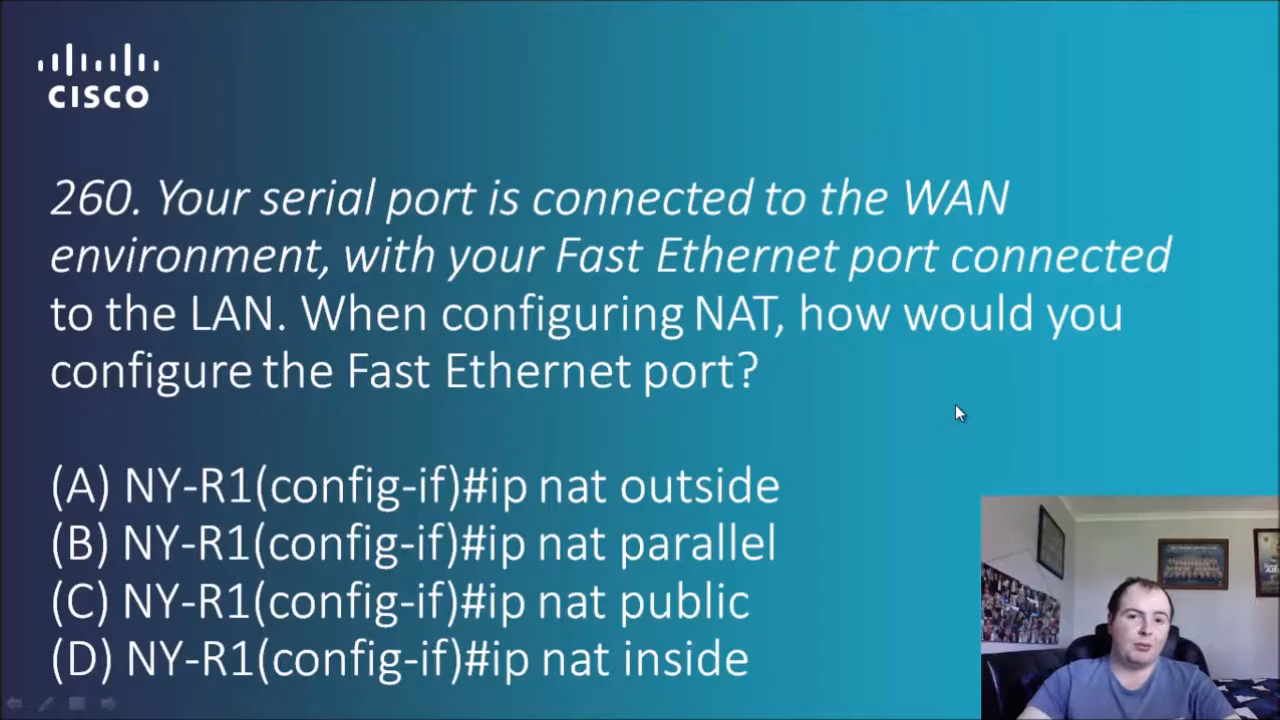 CISCO
260. Your serial port is connected to the WAN
environment, with your Fast Ethernet port connected
to the LAN. When configuring NAT, how would you
configure the Fast Ethernet port?
(A) NY-R1(config-if)#ip nat outside
(B) NY-R1(config-if)#ip nat parallel
(C) NY-R1(config-if)#ip nat public
(D) NY-R1(config-if)#ip nat inside